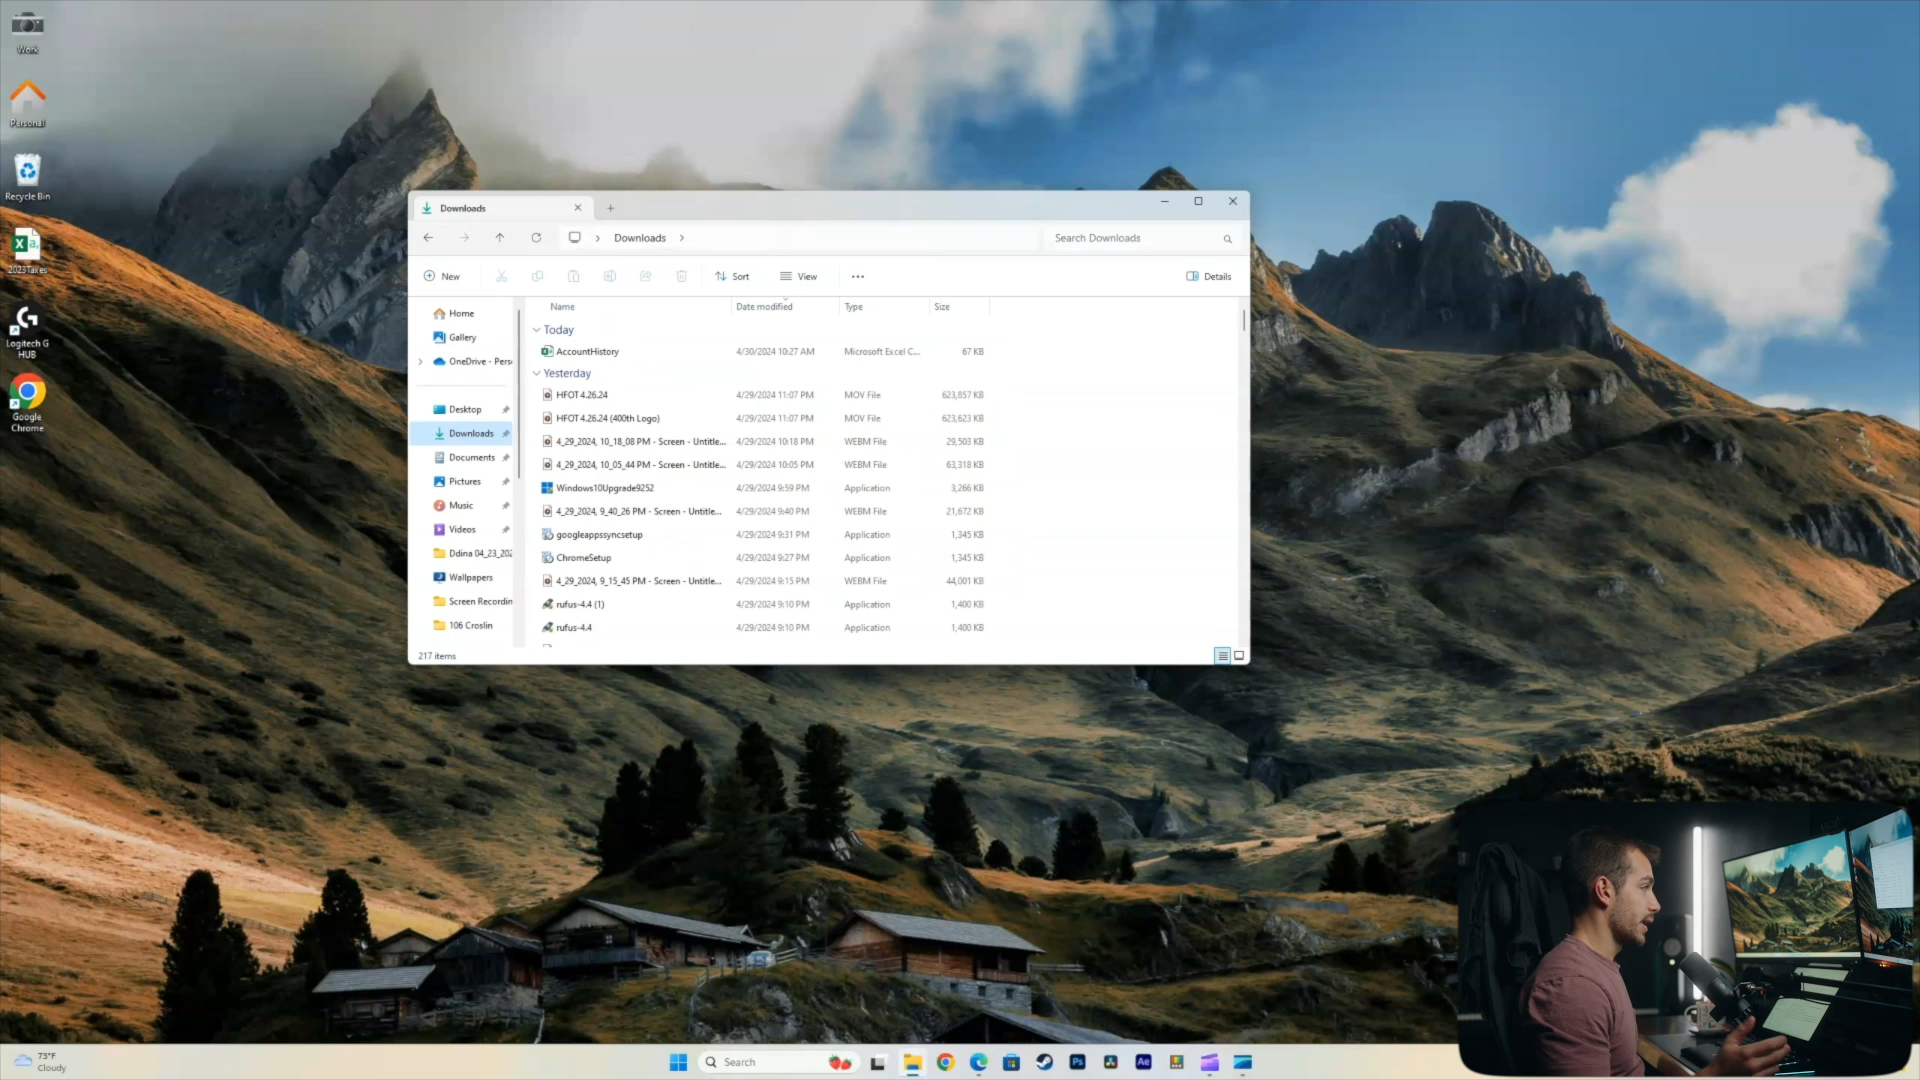 Work
Personal
Recycle Bin
2023Taxes
Logitech G
HUB
Google
Chrome
Downloads
Downloads
Search Downloads
New
Sort
View
Details
Home
Gallery
OneDrive - Pers
Desktop
Downloads
Documents
Pictures
Music
Videos
Ddina 04_23_202
Wallpapers
Screen Recordin
106 Croslin
Name Date modified Type Size
Today
AccountHistory 4/30/2024 10:27 AM Microsoft Excel C... 67 KB
Yesterday
HFOT 4.26.24 4/29/2024 11:07 PM MOV File 623,857 KB
HFOT 4.26.24 (400th Logo) 4/29/2024 11:07 PM MOV File 623,623 KB
4_29_2024, 10_18_08 PM - Screen - Untitle... 4/29/2024 10:18 PM WEBM File 29,503 KB
4_29_2024, 10_05_44 PM - Screen - Untitle... 4/29/2024 10:05 PM WEBM File 63,318 KB
Windows10Upgrade9252 4/29/2024 9:59 PM Application 3,266 KB
4_29_2024, 9_40_26 PM - Screen - Untitle... 4/29/2024 9:40 PM WEBM File 21,672 KB
googleappssyncsetup 4/29/2024 9:31 PM Application 1,345 KB
ChromeSetup 4/29/2024 9:27 PM Application 1,345 KB
4_29_2024, 9_15_45 PM - Screen - Untitle... 4/29/2024 9:15 PM WEBM File 44,001 KB
rufus-4.4 (1) 4/29/2024 9:10 PM Application 1,400 KB
rufus-4.4 4/29/2024 9:10 PM Application 1,400 KB
217 items
73°F
Cloudy
Search
Ps
Ae